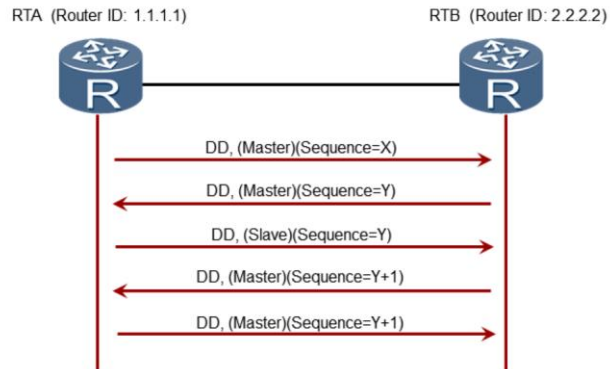 RTA (Router ID: 1.1.1.1)
RTB (Router ID: 2.2.2.2)
R
R
DD, (Master)(Sequence=X)
DD, (Master)(Sequence=Y)
DD, (Slave)(Sequence=Y)
DD, (Master)(Sequence=Y+1)
DD, (Master)(Sequence=Y+1)